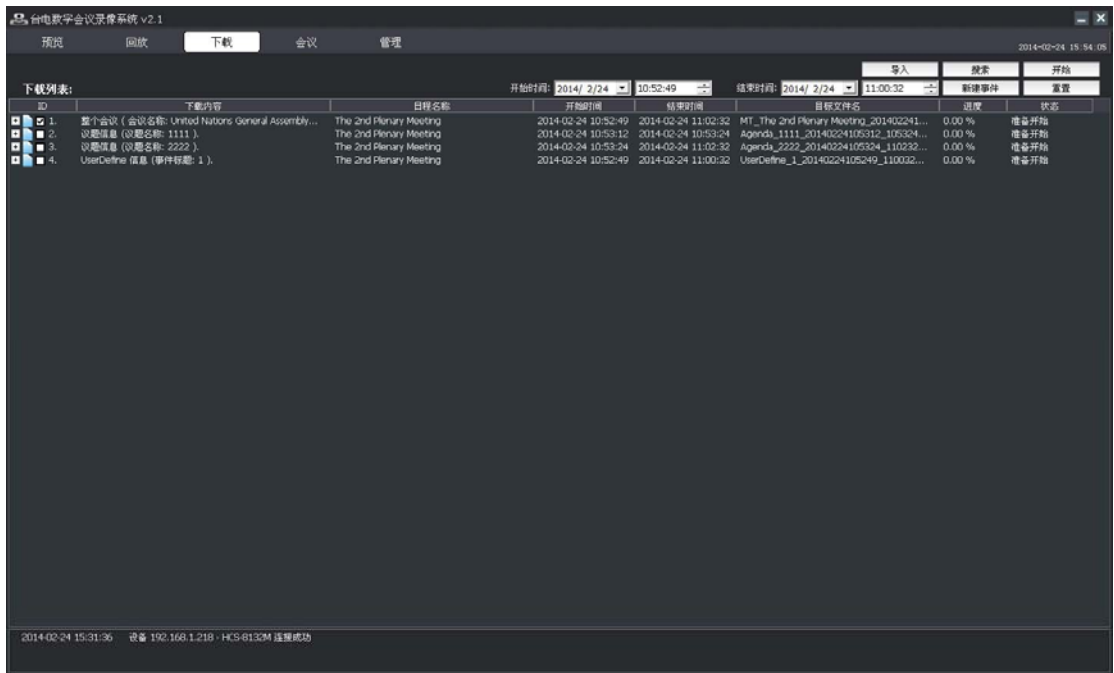 台电数字会议录像系统 v2.1
预览 回放 下载 会议 管理
2014-02-24 15:54:05
导入 搜索 开始
下载列表: 开始时间: 2014/ 2/24 10:52:49 结束时间: 2014/ 2/24 11:00:32 新建事件 重置
ID 下载内容 日程名称 开始时间 结束时间 目标文件名 进度 状态
1. 整个会议 ( 会议名称: United Nations General Assembly... The 2nd Plenary Meeting 2014-02-24 10:52:49 2014-02-24 11:02:32 MT_The 2nd Plenary Meeting_201402241... 0.00 % 准备开始
2. 议题信息 (议题名称: 1111 ). The 2nd Plenary Meeting 2014-02-24 10:53:12 2014-02-24 10:53:24 Agenda_1111_20140224105312_105324... 0.00 % 准备开始
3. 议题信息 (议题名称: 2222 ). The 2nd Plenary Meeting 2014-02-24 10:53:24 2014-02-24 11:02:32 Agenda_2222_20140224105324_110232... 0.00 % 准备开始
4. UserDefine 信息 (事件标题: 1 ). The 2nd Plenary Meeting 2014-02-24 10:52:49 2014-02-24 11:00:32 UserDefine_1_20140224105249_110032... 0.00 % 准备开始
2014-02-24 15:31:36 设备 192.168.1.218 - HCS-8132M 连接成功